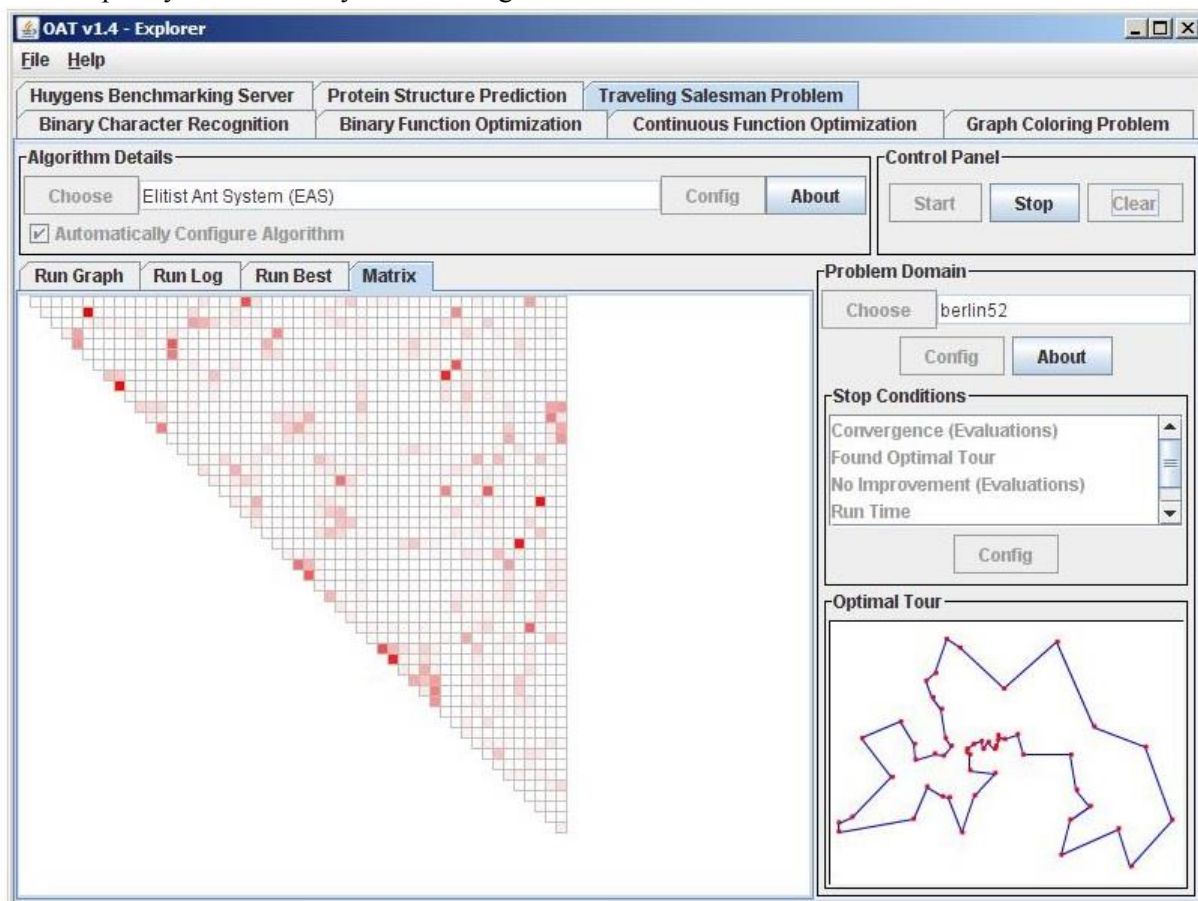 OAT v1.4 - Explorer
File Help
Huygens Benchmarking Server Protein Structure Prediction Traveling Salesman Problem
Binary Character Recognition Binary Function Optimization Continuous Function Optimization Graph Coloring Problem
Algorithm Details
Choose Elitist Ant System (EAS) Config About
Automatically Configure Algorithm
Control Panel
Start Stop Clear
Run Graph Run Log Run Best Matrix
Problem Domain
Choose berlin52
Config About
Stop Conditions
Convergence (Evaluations)
Found Optimal Tour
No Improvement (Evaluations)
Run Time
Config
Optimal Tour